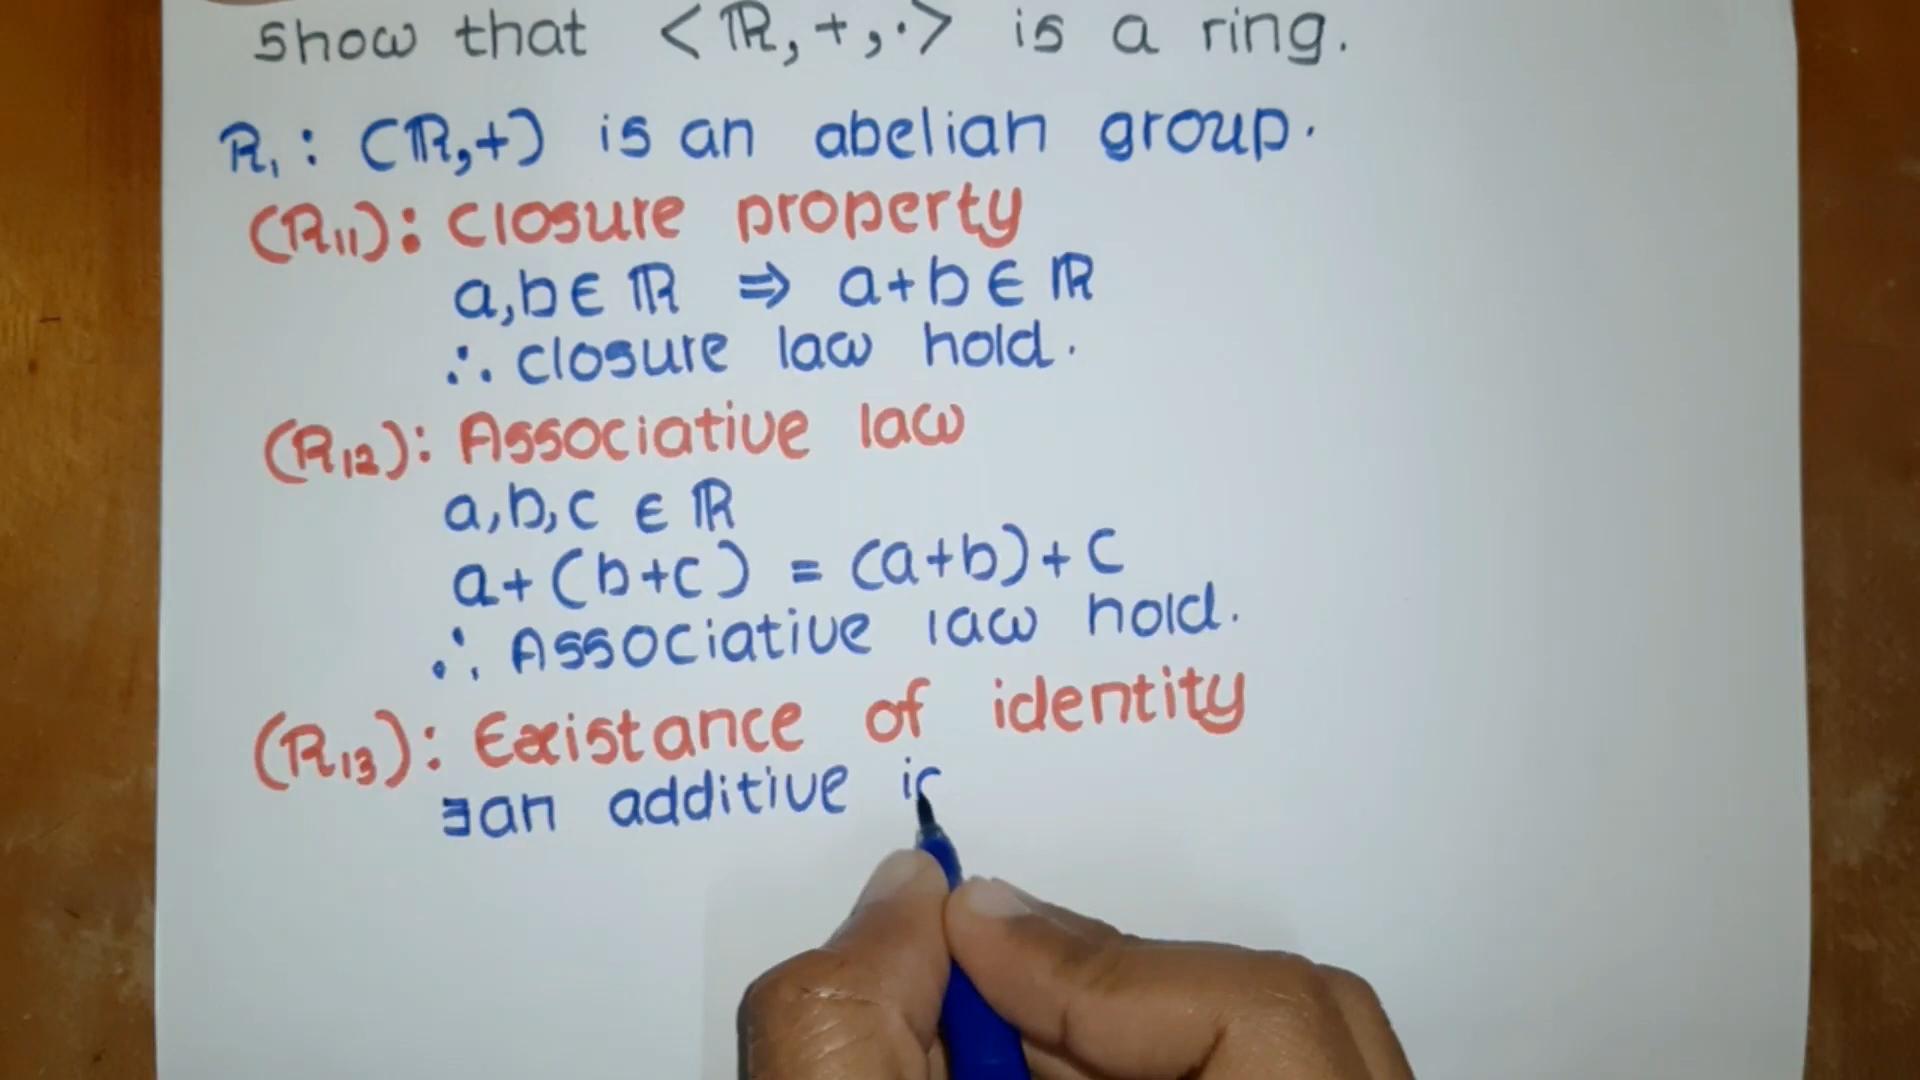 Show that <ℝ,+,·> is a ring.
R₁ : (ℝ,+) is an abelian group.
(R₁₁): Closure property
a,b∈ℝ ⇒ a+b∈ℝ
∴ closure law hold.
(R₁₂): Associative law
a,b,c ∈ ℝ
a+(b+c) = (a+b)+c
∴ Associative law hold.
(R₁₃): Existance of identity
∃an additive